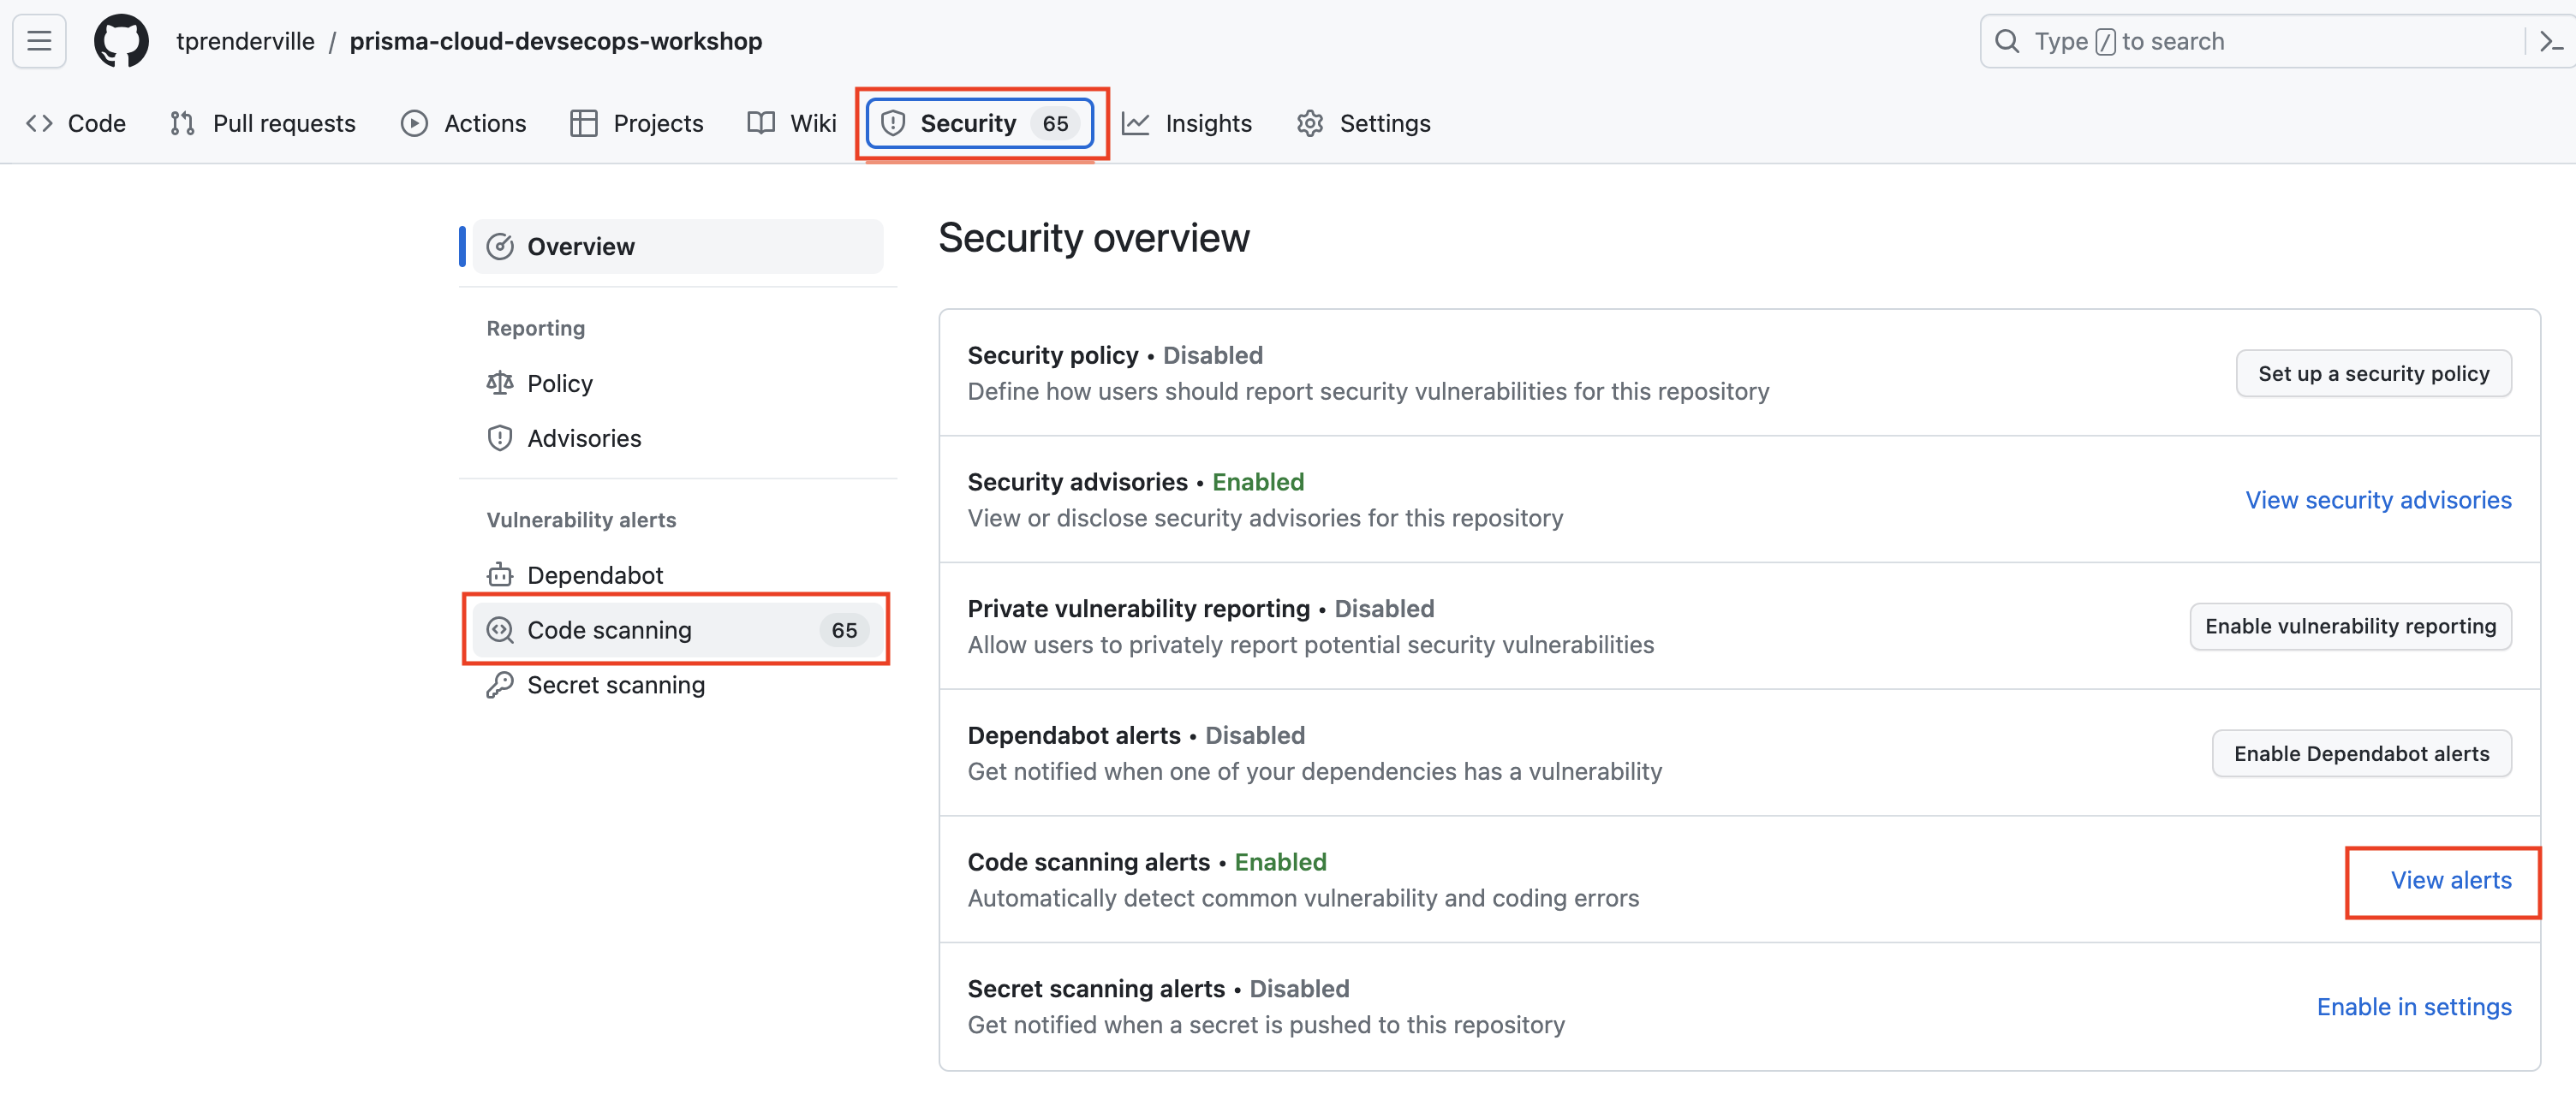 tprenderville / prisma-cloud-devsecops-workshop
Type / to search
Code Pull requests Actions Projects Wiki Security 65 Insights Settings
Overview
Reporting
Policy
Advisories
Vulnerability alerts
Dependabot
Code scanning 65
Secret scanning
Security overview
Security policy • Disabled
Define how users should report security vulnerabilities for this repository
Set up a security policy
Security advisories • Enabled
View or disclose security advisories for this repository
View security advisories
Private vulnerability reporting • Disabled
Allow users to privately report potential security vulnerabilities
Enable vulnerability reporting
Dependabot alerts • Disabled
Get notified when one of your dependencies has a vulnerability
Enable Dependabot alerts
Code scanning alerts • Enabled
Automatically detect common vulnerability and coding errors
View alerts
Secret scanning alerts • Disabled
Get notified when a secret is pushed to this repository
Enable in settings